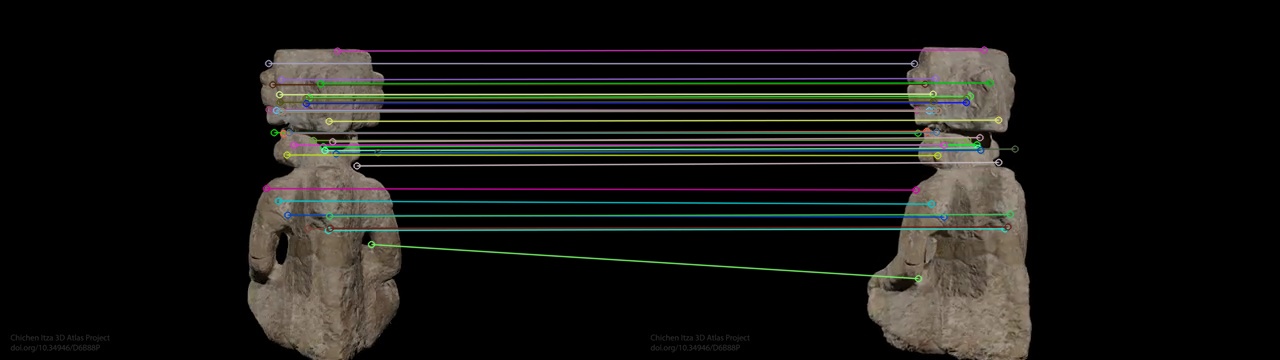 Chichen Itza 3D Atlas Project
doi.org/10.34946/D6B88P
Chichen Itza 3D Atlas Project
doi.org/10.34946/D6B88P